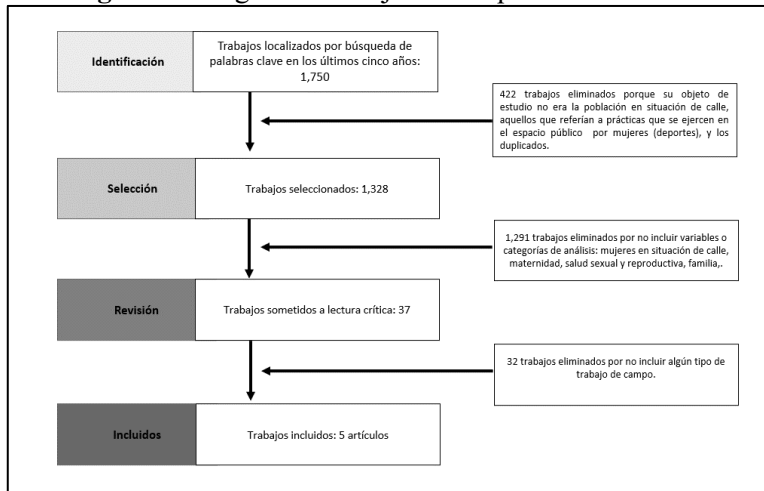 Trabajos localizados por búsqueda de
palabras clave en los últimos cinco años:
1,750
Identificación
422 trabajos eliminados porque su objeto de
estudio no era la población en situación de calle,
aquellos que referían a prácticas que se ejercen en
el espacio público por mujeres (deportes), y los
duplicados.
Selección
Trabajos seleccionados: 1,328
1,291 trabajos eliminados por no incluir variables o
categorías de análisis: mujeres en situación de calle,
maternidad, salud sexual y reproductiva, familia,.
Revisión
Trabajos sometidos a lectura crítica: 37
32 trabajos eliminados por no incluir algún tipo de
trabajo de campo.
Incluidos
Trabajos incluidos: 5 artículos